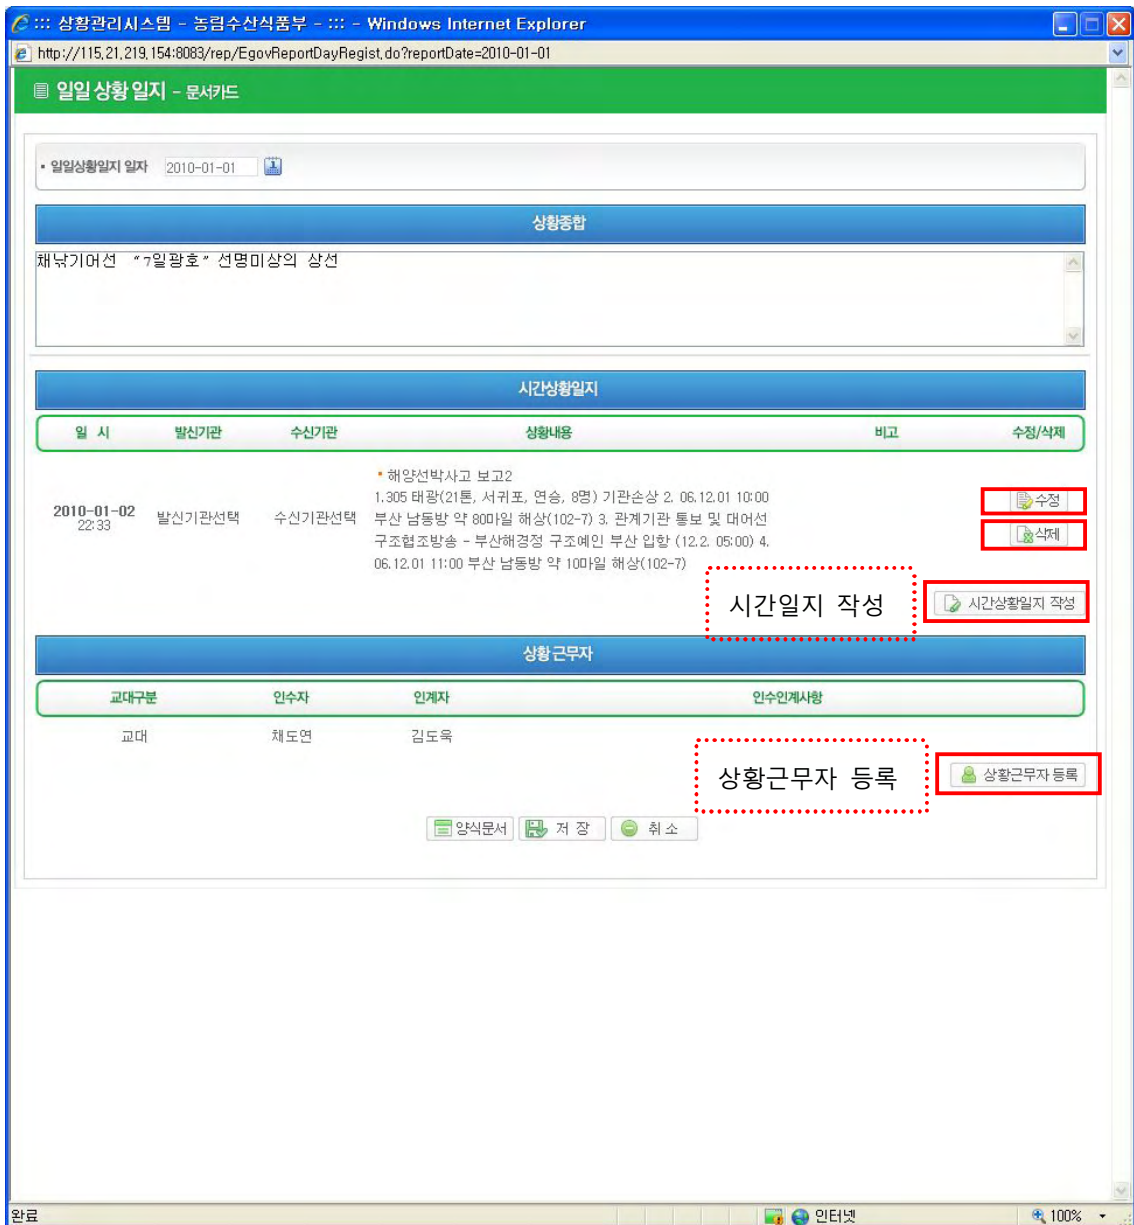 ::: 상황관리시스템 - 농림수산식품부 - ::: - Windows Internet Explorer
http://115.21.219.154:8083/rep/EgovReportDayRegist.do?reportDate=2010-01-01
일일 상황 일지 - 문서카드
• 일일상황일지 일자 2010-01-01
상황종합
채낚기어선 "7일광호" 선명미상의 상선
시간상황일지
일 시 발신기관 수신기관 상황내용 비고 수정/삭제
• 해양선박사고 보고2
1.305 태광(21톤, 서귀포, 연승, 8명) 기관손상 2. 06.12.01 10:00
부산 남동방 약 80마일 해상(102-7) 3. 관계기관 통보 및 대어선
구조협조방송 - 부산해경정 구조예인 부산 입항 (12.2. 05:00) 4.
06.12.01 11:00 부산 남동방 약 10마일 해상(102-7)
2010-01-02
22:33
발신기관선택 수신기관선택
수정
삭제
시간일지 작성
시간상황일지 작성
상황 근무자
교대구분 인수자 인계자 인수인계사항
교대 채도연 김도욱
상황근무자 등록
상황근무자 등록
양식문서 저 장 취 소
완료 인터넷 100%